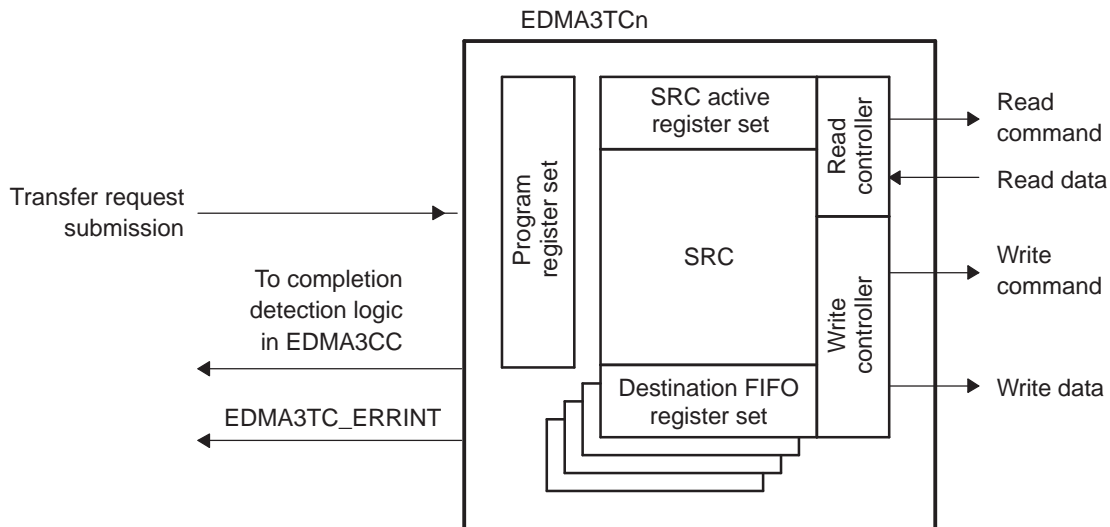 EDMA3TCn
Transfer request
submission
To completion
detection logic
in EDMA3CC
EDMA3TC_ERRINT
Program
register set
SRC active
register set
SRC
Destination FIFO
register set
Read
controller
Write
controller
Read
command
Read data
Write
command
Write data